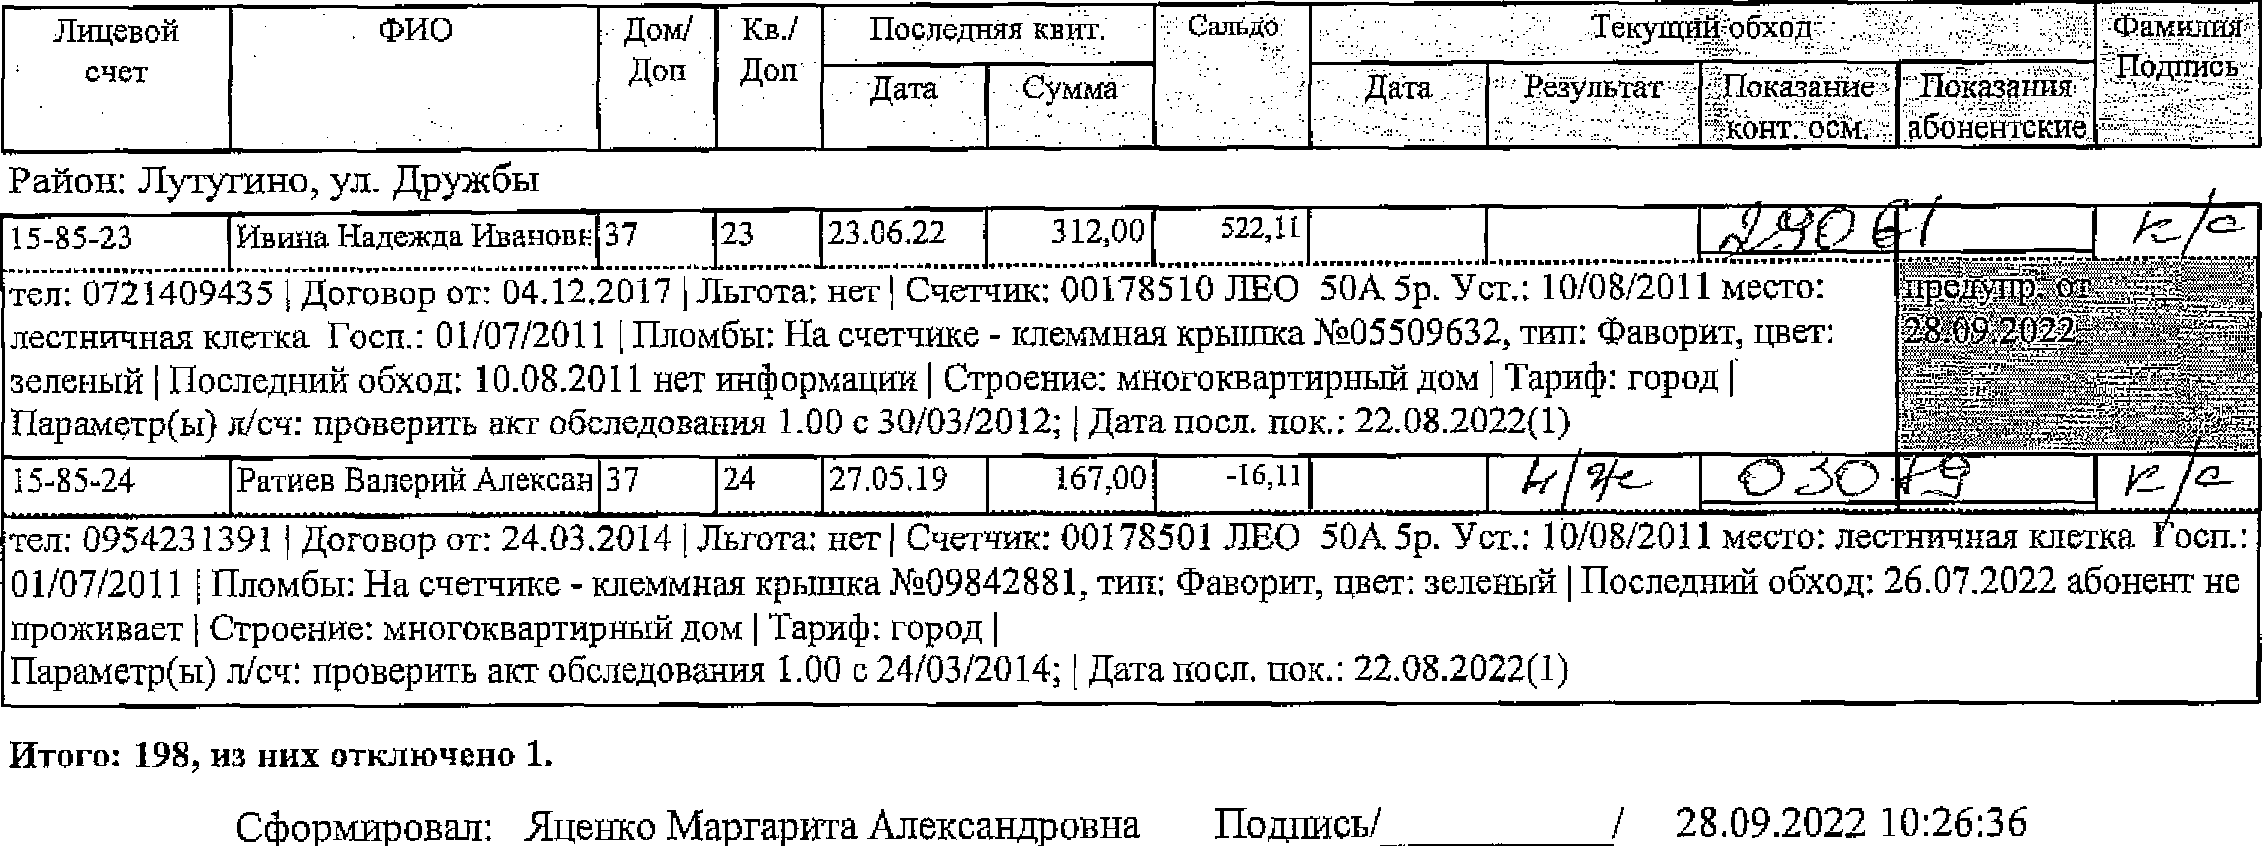 Лицевой счет ФИО Дом/ Доп Кв./ Доп Последняя квит. Сальдо Текущий обход Фамилия Подпись
Дата Сумма Дата Результат Показание конт. осм. Показания абонентские
Район: Лутугино, ул. Дружбы
15-85-23 Ивина Надежда Ивановн 37 23 23.06.22 312,00 522,11 29061 к/с
тел: 0721409435 | Договор от: 04.12.2017 | Льгота: нет | Счетчик: 00178510 ЛЕО 50А 5р. Уст.: 10/08/2011 место: предупр. от
лестничная клетка Госп.: 01/07/2011 | Пломбы: На счетчике - клеммная крышка №05509632, тип: Фаворит, цвет: 28.09.2022
зеленый | Последний обход: 10.08.2011 нет информации | Строение: многоквартирный дом | Тариф: город |
Параметр(ы) л/сч: проверить акт обследования 1.00 с 30/03/2012; | Дата посл. пок.: 22.08.2022(1)
15-85-24 Ратиев Валерий Алексан 37 24 27.05.19 167,00 -16,11 н/ж 03019 к/с
тел: 0954231391 | Договор от: 24.03.2014 | Льгота: нет | Счетчик: 00178501 ЛЕО 50А 5р. Уст.: 10/08/2011 место: лестничная клетка Госп.:
01/07/2011 | Пломбы: На счетчике - клеммная крышка №09842881, тип: Фаворит, цвет: зеленый | Последний обход: 26.07.2022 абонент не
проживает | Строение: многоквартирный дом | Тариф: город |
Параметр(ы) л/сч: проверить акт обследования 1.00 с 24/03/2014; | Дата посл. пок.: 22.08.2022(1)
Итого: 198, из них отключено 1.
Сформировал: Яценко Маргарита Александровна Подпись/__________/ 28.09.2022 10:26:36